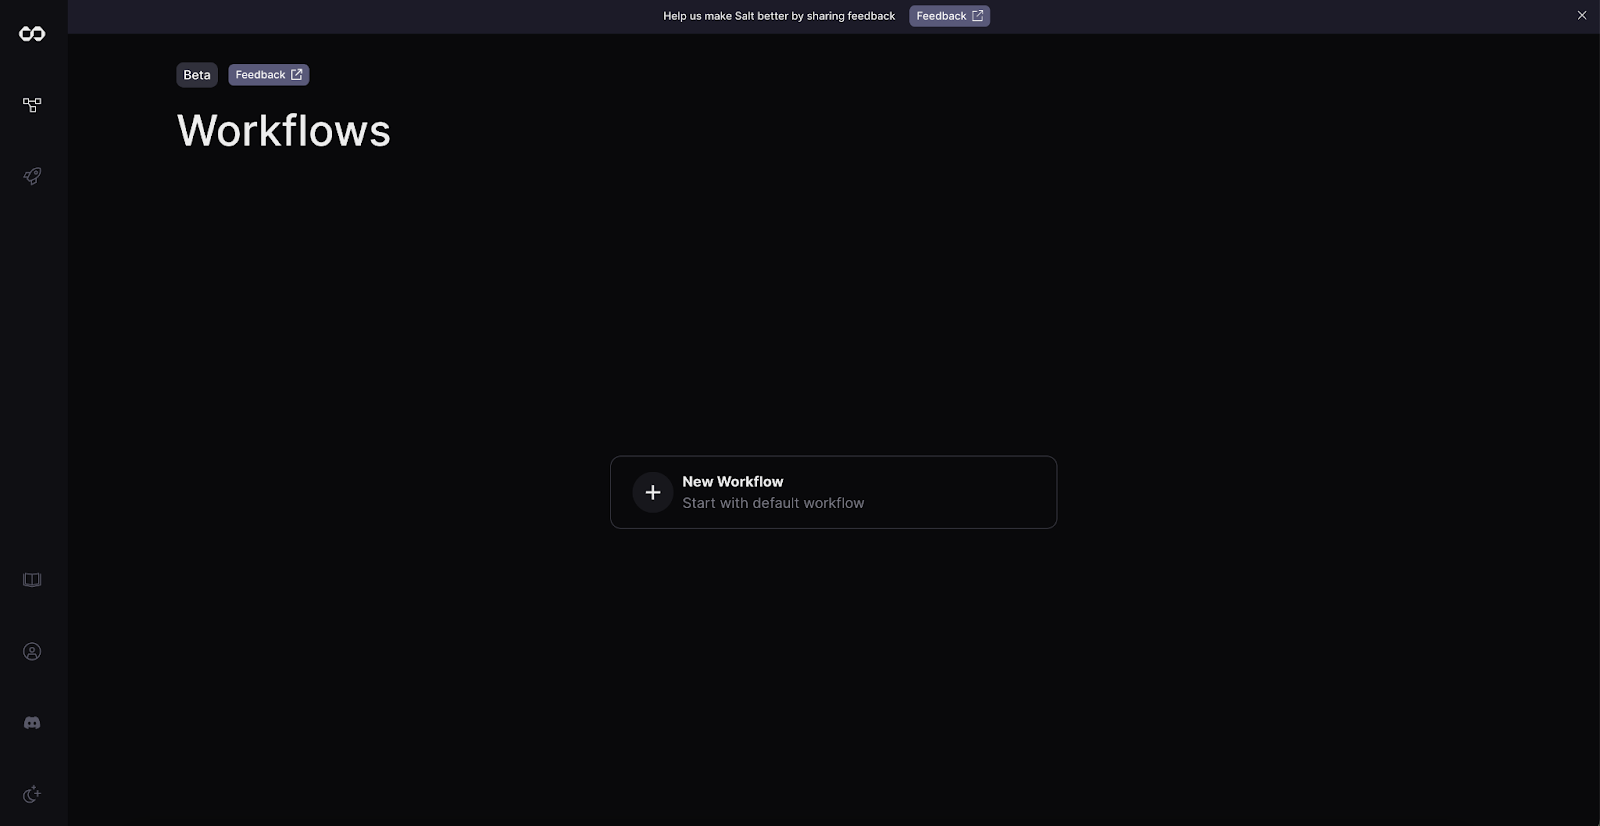 Help us make Salt better by sharing feedback Feedback
Beta Feedback
Workflows
New Workflow
Start with default workflow